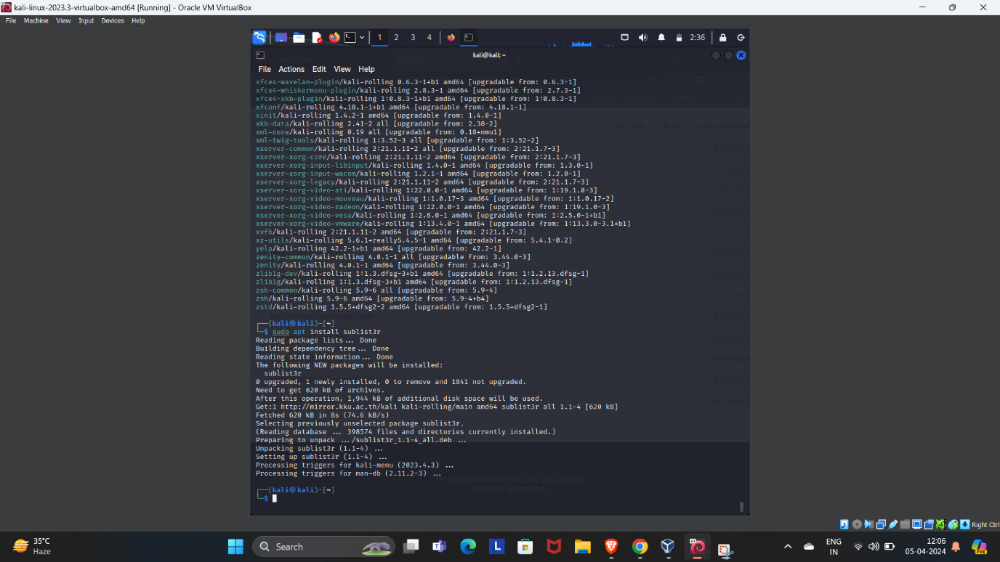 kali-linux-2023.3-virtualbox-amd64 [Running] - Oracle VM VirtualBox
File Machine View Input Devices Help
1 2 3 4 2:36
kali@kali: ~
File Actions Edit View Help
xfce4-wavelan-plugin/kali-rolling 0.6.3-1+b1 amd64 [upgradable from: 0.6.3-1]
xfce4-whiskermenu-plugin/kali-rolling 2.8.3-1 amd64 [upgradable from: 2.7.3-1]
xfce4-xkb-plugin/kali-rolling 1:0.8.3-1+b1 amd64 [upgradable from: 1:0.8.3-1]
xfconf/kali-rolling 4.18.1-1+b1 amd64 [upgradable from: 4.18.1-1]
xinit/kali-rolling 1.4.2-1 amd64 [upgradable from: 1.4.0-1]
xkb-data/kali-rolling 2.41-2 all [upgradable from: 2.38-2]
xml-core/kali-rolling 0.19 all [upgradable from: 0.18+nmu1]
xml-twig-tools/kali-rolling 1:3.52-3 all [upgradable from: 1:3.52-2]
xserver-common/kali-rolling 2:21.1.11-2 all [upgradable from: 2:21.1.7-3]
xserver-xorg-core/kali-rolling 2:21.1.11-2 amd64 [upgradable from: 2:21.1.7-3]
xserver-xorg-input-libinput/kali-rolling 1.4.0-1 amd64 [upgradable from: 1.3.0-1]
xserver-xorg-input-wacom/kali-rolling 1.2.1-1 amd64 [upgradable from: 1.2.0-1]
xserver-xorg-legacy/kali-rolling 2:21.1.11-2 amd64 [upgradable from: 2:21.1.7-3]
xserver-xorg-video-ati/kali-rolling 1:22.0.0-1 amd64 [upgradable from: 1:19.1.0-3]
xserver-xorg-video-nouveau/kali-rolling 1:1.0.17-3 amd64 [upgradable from: 1:1.0.17-2]
xserver-xorg-video-radeon/kali-rolling 1:22.0.0-1 amd64 [upgradable from: 1:19.1.0-3]
xserver-xorg-video-vesa/kali-rolling 1:2.6.0-1 amd64 [upgradable from: 1:2.5.0-1+b1]
xserver-xorg-video-vmware/kali-rolling 1:13.4.0-1 amd64 [upgradable from: 1:13.3.0-3.1+b1]
xvfb/kali-rolling 2:21.1.11-2 amd64 [upgradable from: 2:21.1.7-3]
xz-utils/kali-rolling 5.6.1+really5.4.5-1 amd64 [upgradable from: 5.4.1-0.2]
yelp/kali-rolling 42.2-1+b1 amd64 [upgradable from: 42.2-1]
zenity-common/kali-rolling 4.0.1-1 all [upgradable from: 3.44.0-3]
zenity/kali-rolling 4.0.1-1 amd64 [upgradable from: 3.44.0-3]
zlib1g-dev/kali-rolling 1:1.3.dfsg-3+b1 amd64 [upgradable from: 1:1.2.13.dfsg-1]
zlib1g/kali-rolling 1:1.3.dfsg-3+b1 amd64 [upgradable from: 1:1.2.13.dfsg-1]
zsh-common/kali-rolling 5.9-6 all [upgradable from: 5.9-4]
zsh/kali-rolling 5.9-6 amd64 [upgradable from: 5.9-4+b4]
zstd/kali-rolling 1.5.5+dfsg2-2 amd64 [upgradable from: 1.5.5+dfsg2-1]
┌──(kali㉿kali)-[~]
└─$ sudo apt install sublist3r
Reading package lists... Done
Building dependency tree... Done
Reading state information... Done
The following NEW packages will be installed:
sublist3r
0 upgraded, 1 newly installed, 0 to remove and 1841 not upgraded.
Need to get 620 kB of archives.
After this operation, 1,944 kB of additional disk space will be used.
Get:1 http://mirror.kku.ac.th/kali kali-rolling/main amd64 sublist3r all 1.1-4 [620 kB]
Fetched 620 kB in 8s (74.6 kB/s)
Selecting previously unselected package sublist3r.
(Reading database ... 398574 files and directories currently installed.)
Preparing to unpack .../sublist3r_1.1-4_all.deb ...
Unpacking sublist3r (1.1-4) ...
Setting up sublist3r (1.1-4) ...
Processing triggers for kali-menu (2023.4.3) ...
Processing triggers for man-db (2.11.2-3) ...
┌──(kali㉿kali)-[~]
└─$
Right Ctrl
35°C
Haze
Search
ENG
IN
12:06
05-04-2024